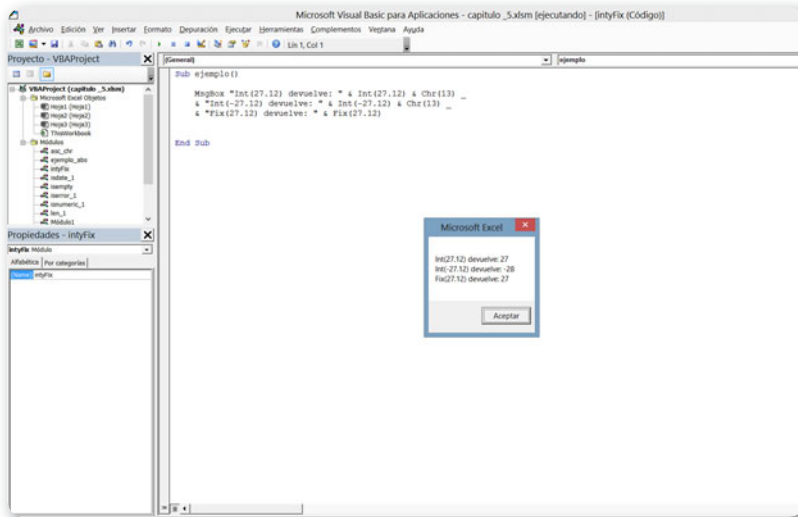 Microsoft Visual Basic para Aplicaciones - capitulo _5.xlsm [ejecutando] - [intyFix (Código)]
Archivo Edición Ver Insertar Formato Depuración Ejecutar Herramientas Complementos Ventana Ayuda
Lin 1, Col 1
Proyecto - VBAProject
(General)
ejemplo
VBAProject (capitulo _5.xlsm)
Microsoft Excel Objetos
Hoja1 (Hoja1)
Hoja2 (Hoja2)
Hoja3 (Hoja3)
ThisWorkbook
Módulos
asc_chr
ejemplo_abs
intyFix
isdate_1
isempty
iserror_1
isnumeric_1
len_1
Módulo1
Propiedades - intyFix
intyFix Módulo
Alfabética Por categorías
(Name) intyFix
Sub ejemplo()
MsgBox "Int(27.12) devuelve: " & Int(27.12) & Chr(13) _
& "Int(-27.12) devuelve: " & Int(-27.12) & Chr(13) _
& "Fix(27.12) devuelve: " & Fix(27.12)
End Sub
Microsoft Excel
Int(27.12) devuelve: 27
Int(-27.12) devuelve: -28
Fix(27.12) devuelve: 27
Aceptar